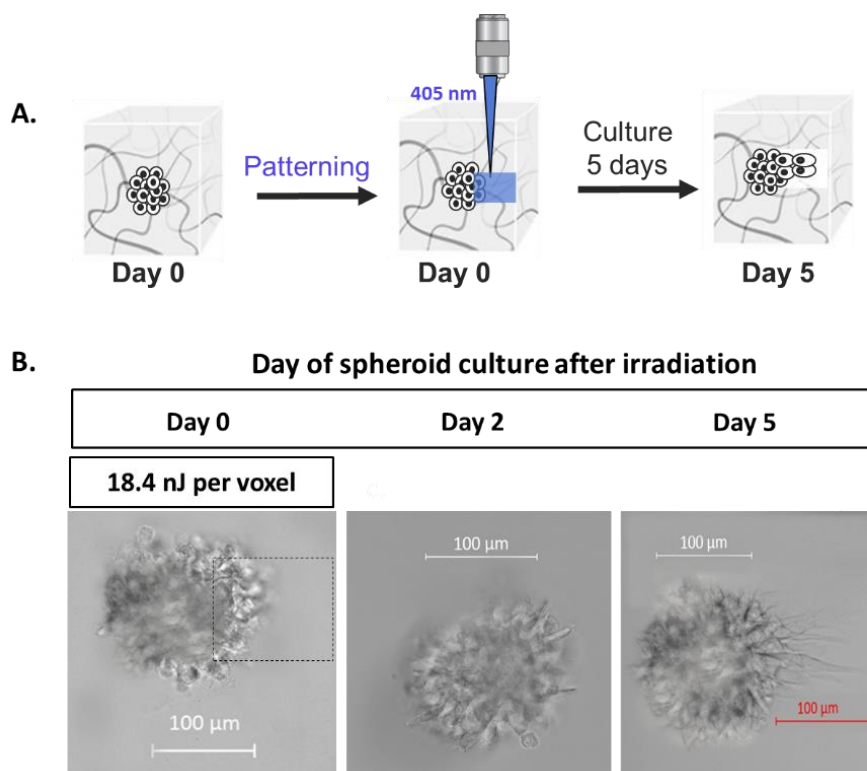 A.
405 nm
Patterning
Culture
5 days
Day 0
Day 0
Day 5
B.
Day of spheroid culture after irradiation
Day 0
Day 2
Day 5
18.4 nJ per voxel
100 µm
100 µm
100 µm
100 µm